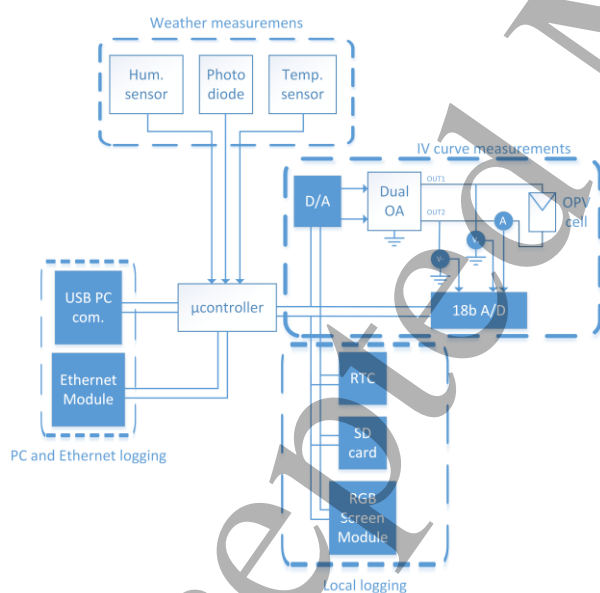 Weather measuremens
Hum.
sensor
Photo
diode
Temp.
sensor
IV curve measurements
D/A
Dual
OA
OUT1
OUT2
A
OPV
cell
V-
18b A/D
USB PC
com.
µcontroller
Ethernet
Module
PC and Ethernet logging
RTC
SD
card
RGB
Screen
Module
Local logging